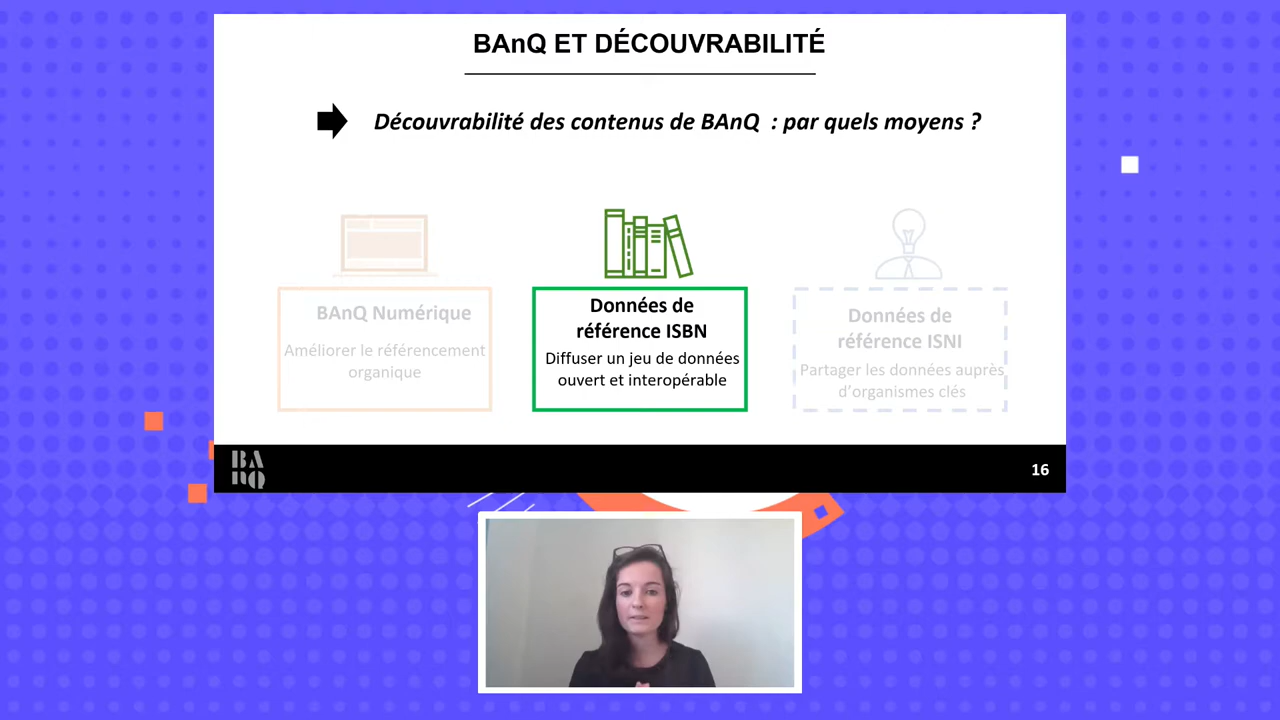 BAnQ ET DÉCOUVRABILITÉ
Découvrabilité des contenus de BAnQ : par quels moyens ?
BAnQ Numérique
Améliorer le référencement
organique
Données de
référence ISBN
Diffuser un jeu de données
ouvert et interopérable
Données de
référence ISNI
Partager les données auprès
d'organismes clés
BA
NQ
16